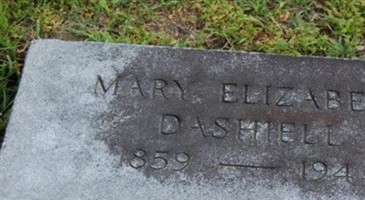 MARY ELIZABE
DASHIELL
1859 — 194